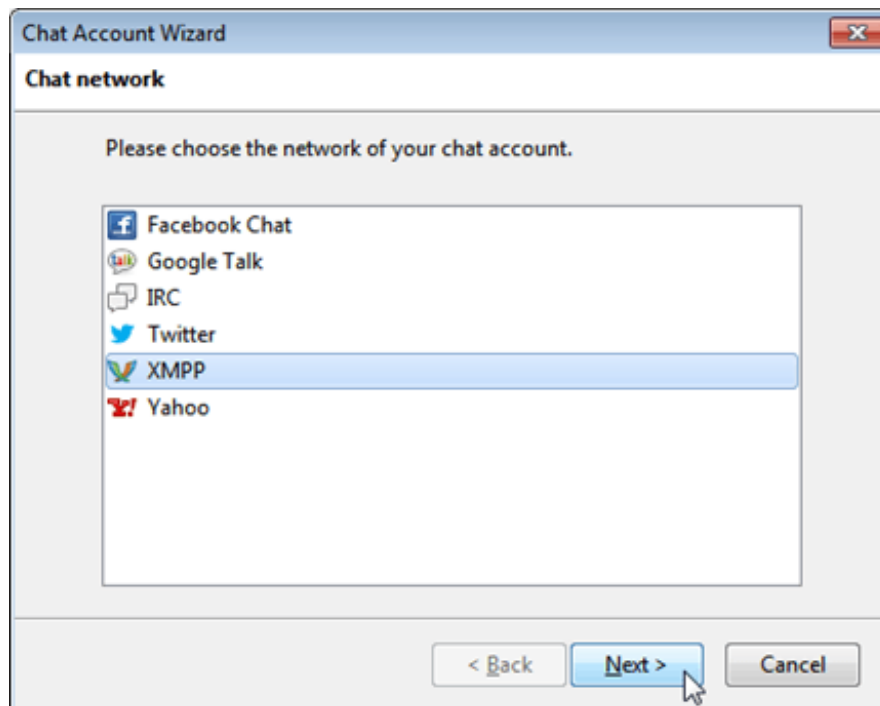 Chat Account Wizard
Chat network
Please choose the network of your chat account.
Facebook Chat
Google Talk
IRC
Twitter
XMPP
Yahoo
< Back Next > Cancel